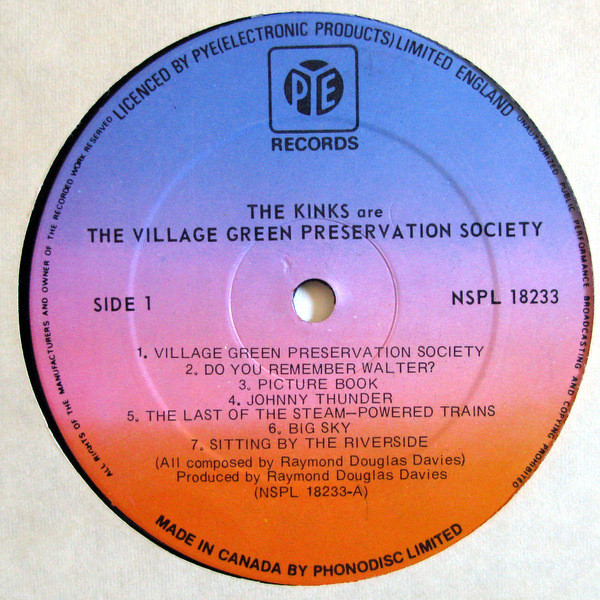 LICENCED BY PYE(ELECTRONIC PRODUCTS)LIMITED ENGLAND
UNAUTHORIZED PUBLIC PERFORMANCE BROADCASTING AND COPYING PROHIBITED
ALL RIGHTS OF THE MANUFACTURERS AND OWNER OF THE RECORDED WORK RESERVED
PYE
RECORDS
THE KINKS are
THE VILLAGE GREEN PRESERVATION SOCIETY
SIDE 1
NSPL 18233
1. VILLAGE GREEN PRESERVATION SOCIETY
2. DO YOU REMEMBER WALTER?
3. PICTURE BOOK
4. JOHNNY THUNDER
5. THE LAST OF THE STEAM—POWERED TRAINS
6. BIG SKY
7. SITTING BY THE RIVERSIDE
(All composed by Raymond Douglas Davies)
Produced by Raymond Douglas Davies
(NSPL 18233-A)
MADE IN CANADA BY PHONODISC LIMITED